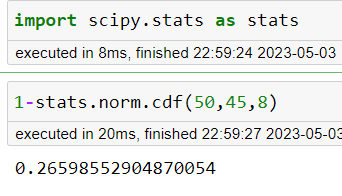 import scipy.stats as stats
executed in 8ms, finished 22:59:24 2023-05-03
1-stats.norm.cdf(50,45,8)
executed in 20ms, finished 22:59:27 2023-05-03
0.26598552904870054